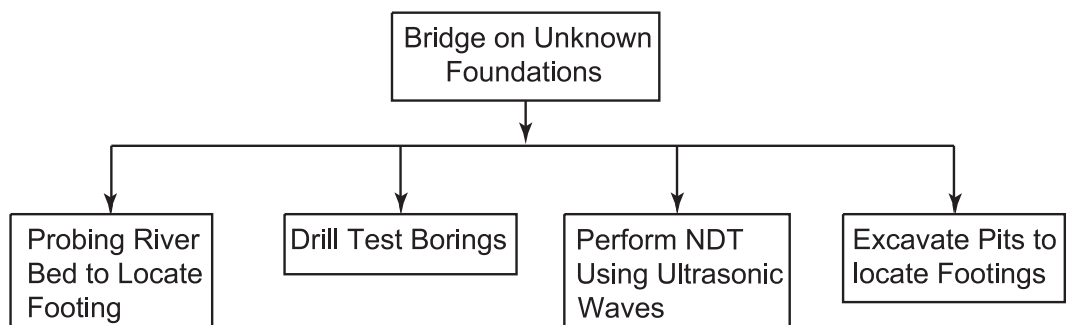 Bridge on Unknown
Foundations
Probing River
Bed to Locate
Footing
Drill Test Borings
Perform NDT
Using Ultrasonic
Waves
Excavate Pits to
locate Footings